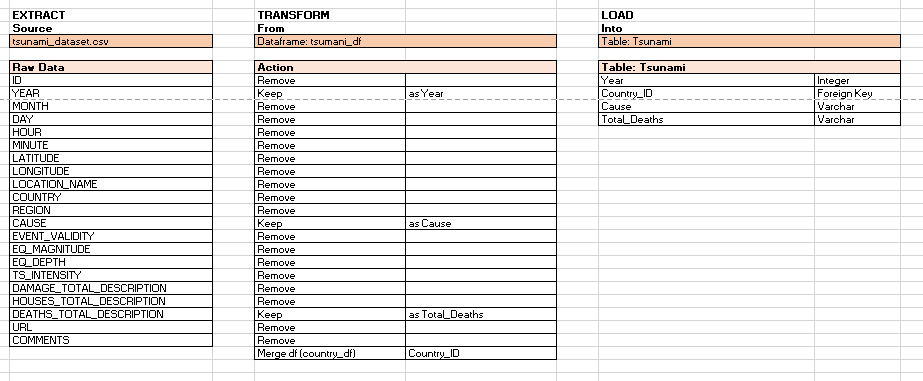 EXTRACT TRANSFORM LOAD
Source From Into
tsunami_dataset.csv Dataframe: tsumani_df Table: Tsunami
Raw Data Action Table: Tsunami
ID Remove Year Integer
YEAR Keep as Year Country_ID Foreign Key
MONTH Remove Cause Varchar
DAY Remove Total_Deaths Varchar
HOUR Remove
MINUTE Remove
LATITUDE Remove
LONGITUDE Remove
LOCATION_NAME Remove
COUNTRY Remove
REGION Remove
CAUSE Keep as Cause
EVENT_VALIDITY Remove
EQ_MAGNITUDE Remove
EQ_DEPTH Remove
TS_INTENSITY Remove
DAMAGE_TOTAL_DESCRIPTION Remove
HOUSES_TOTAL_DESCRIPTION Remove
DEATHS_TOTAL_DESCRIPTION Keep as Total_Deaths
URL Remove
COMMENTS Remove
Merge df (country_df) Country_ID